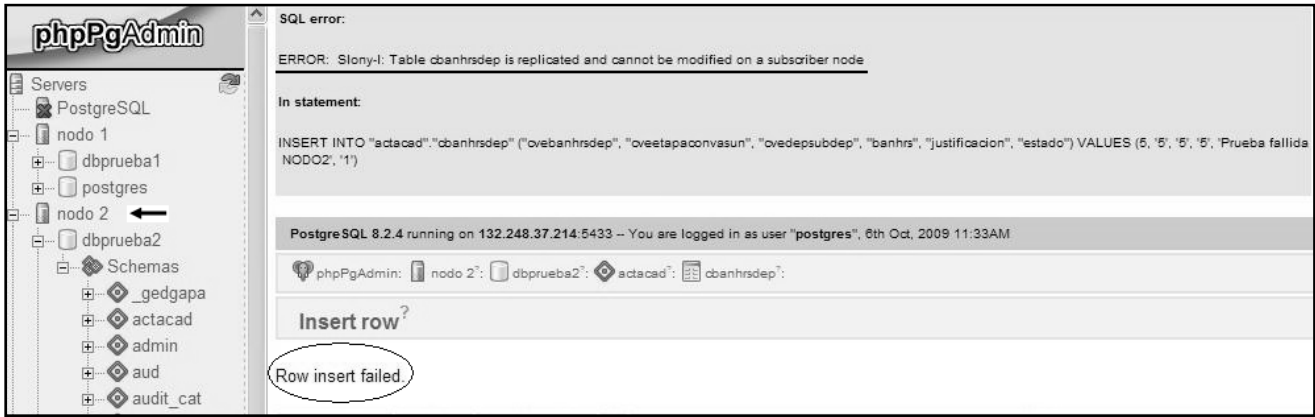 phpPgAdmin
Servers
PostgreSQL
nodo 1
dbprueba1
postgres
nodo 2
dbprueba2
Schemas
_gedgapa
actacad
admin
aud
audit_cat
SQL error:
ERROR: Slony-I: Table cbanhrsdep is replicated and cannot be modified on a subscriber node
In statement:
INSERT INTO "actacad"."cbanhrsdep" ("cvebanhrsdep", "cveetapaconvasun", "cvedepsubdep", "banhrs", "justificacion", "estado") VALUES (5, '5', '5', '5', 'Prueba fallida
NODO2', '1')
PostgreSQL 8.2.4 running on 132.248.37.214:5433 -- You are logged in as user "postgres", 6th Oct, 2009 11:33AM
phpPgAdmin: nodo 2?: dbprueba2?: actacad?: cbanhrsdep?:
Insert row?
Row insert failed.